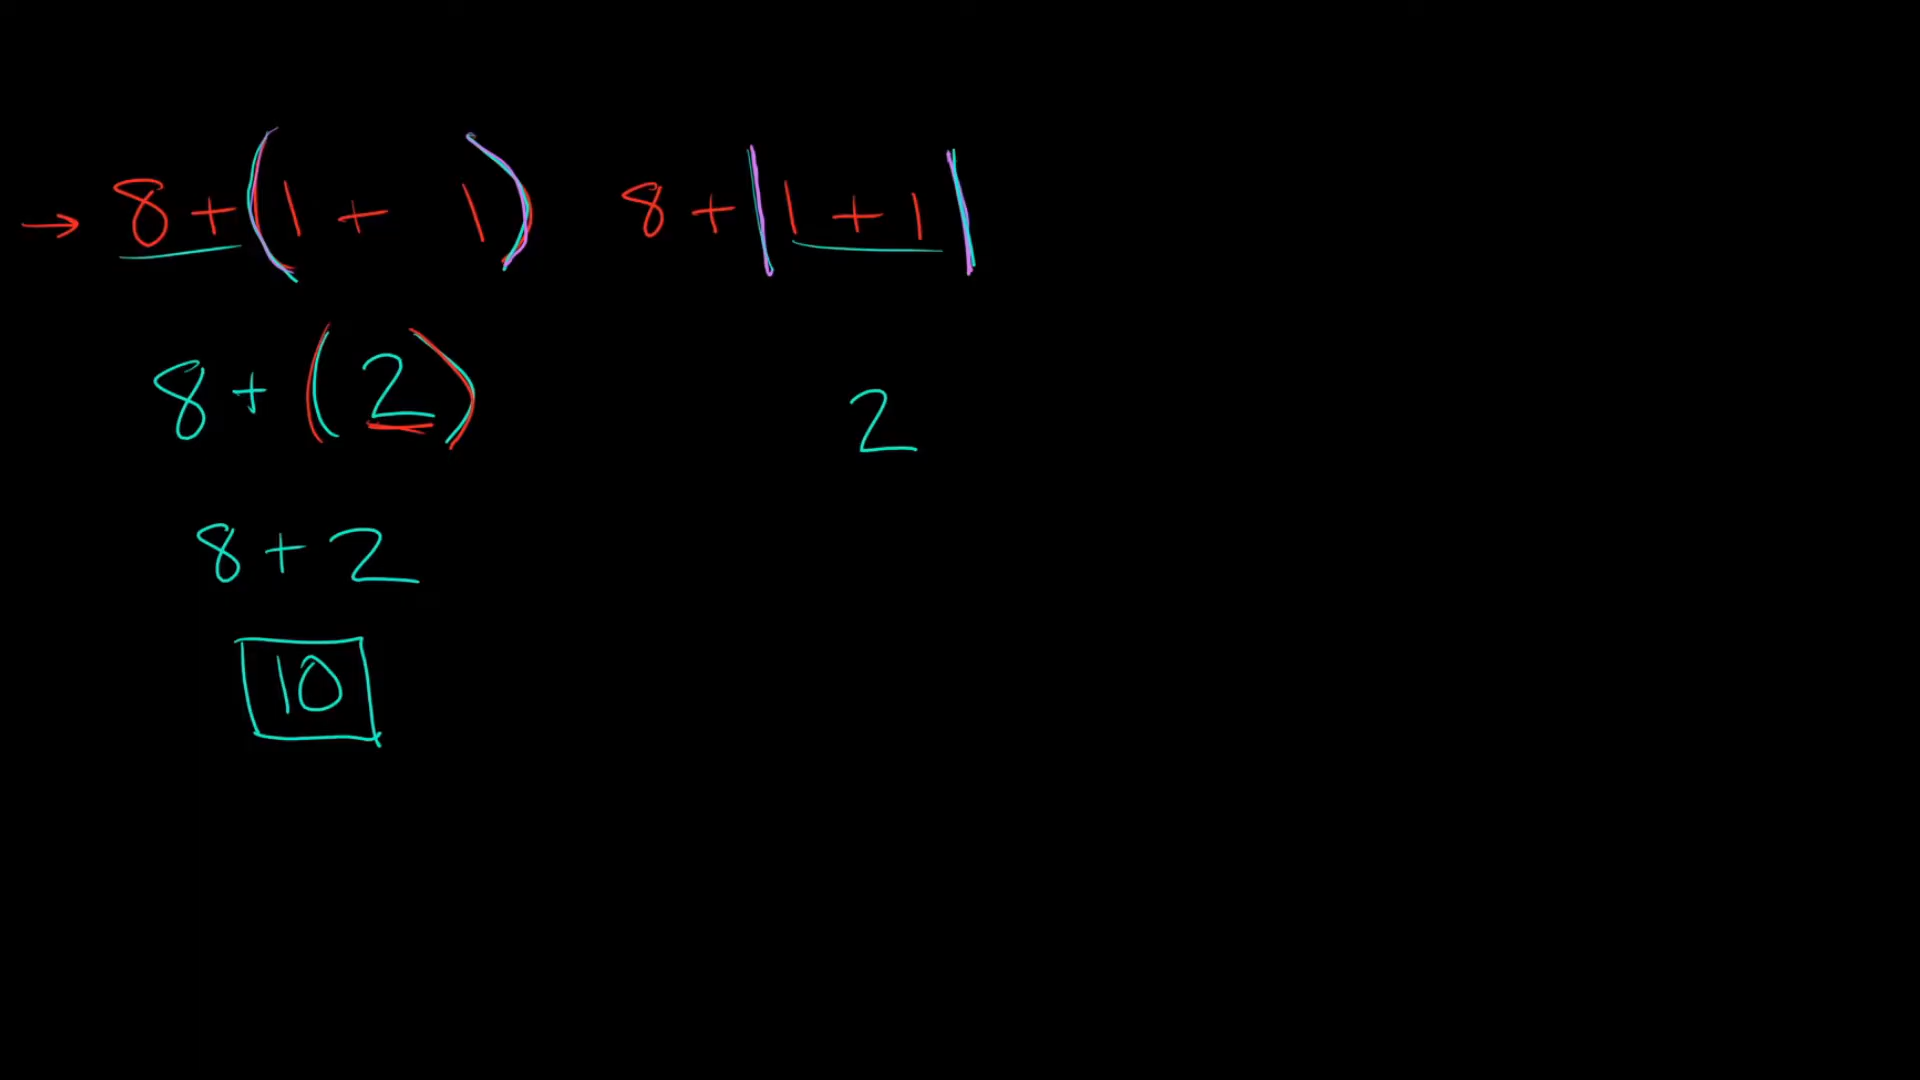 → 8 + (1 + 1)
8 + |1 + 1|
8 + (2)
2
8 + 2
10